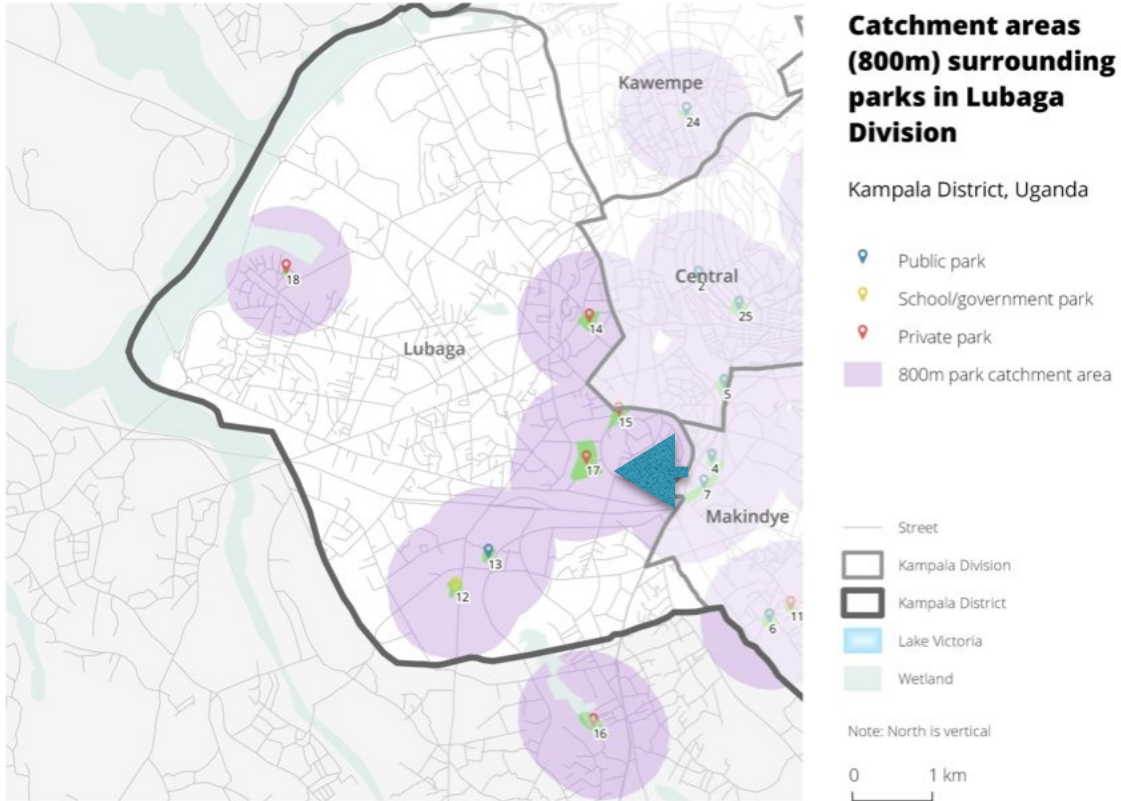 Catchment areas
(800m) surrounding
parks in Lubaga
Division
Kampala District, Uganda
Public park
School/government park
Private park
800m park catchment area
Street
Kampala Division
Kampala District
Lake Victoria
Wetland
Note: North is vertical
0 1 km
Kawempe
24
Central
2
25
18
14
Lubaga
5
15
4
17
7
Makindye
13
12
11
6
16